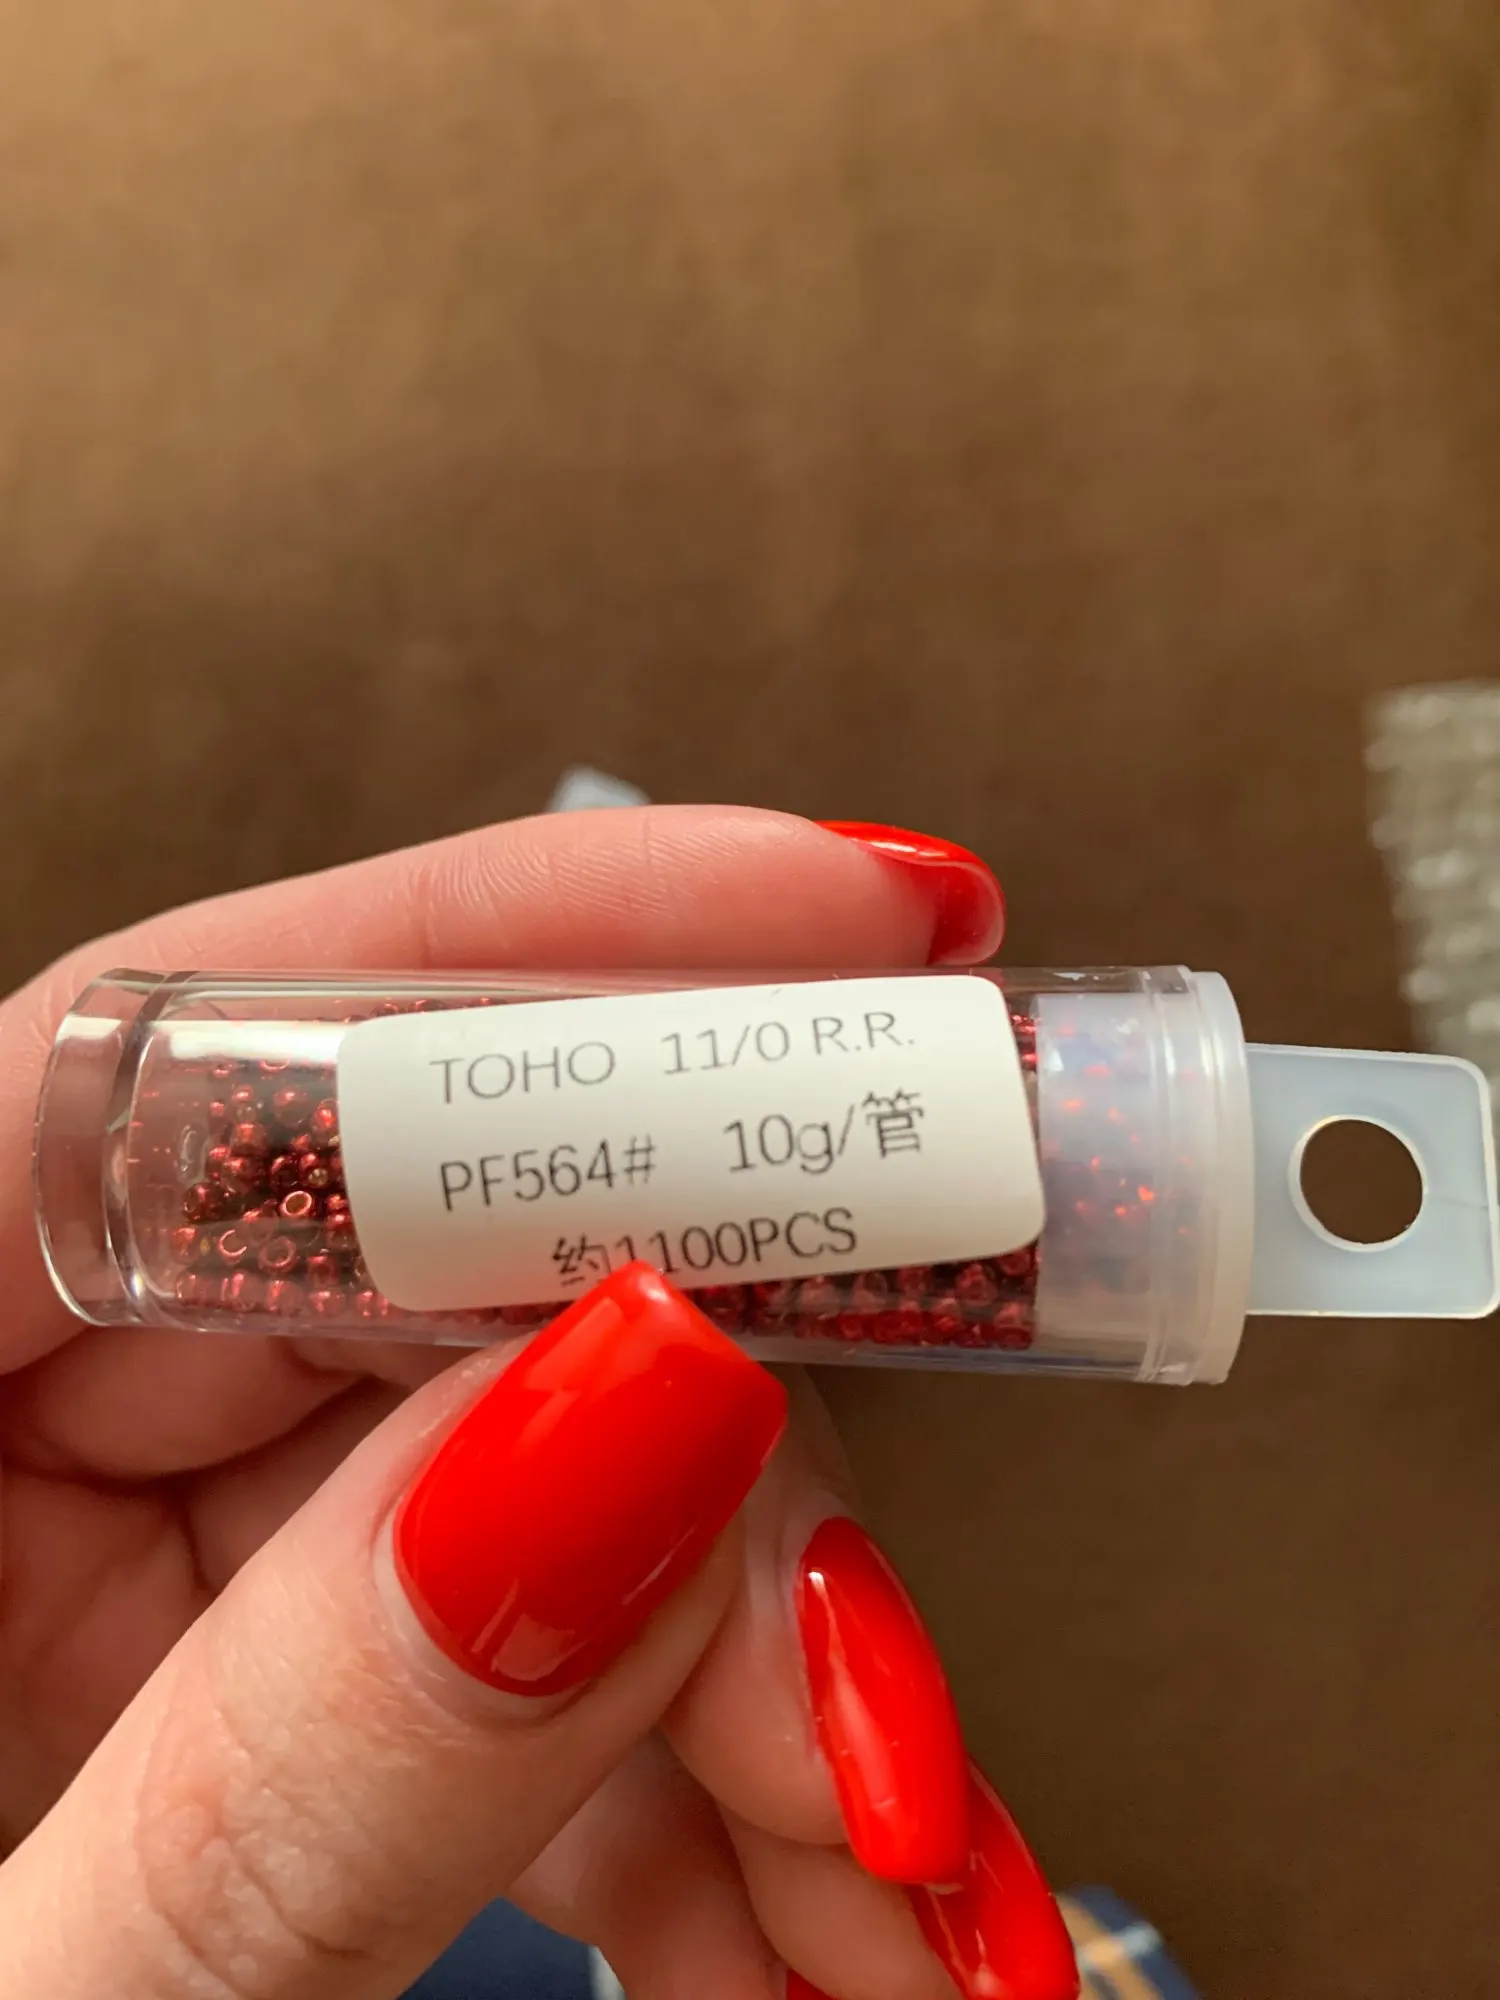 TOHO 11/0 R.R.
PF564# 10g/管
约1100PCS